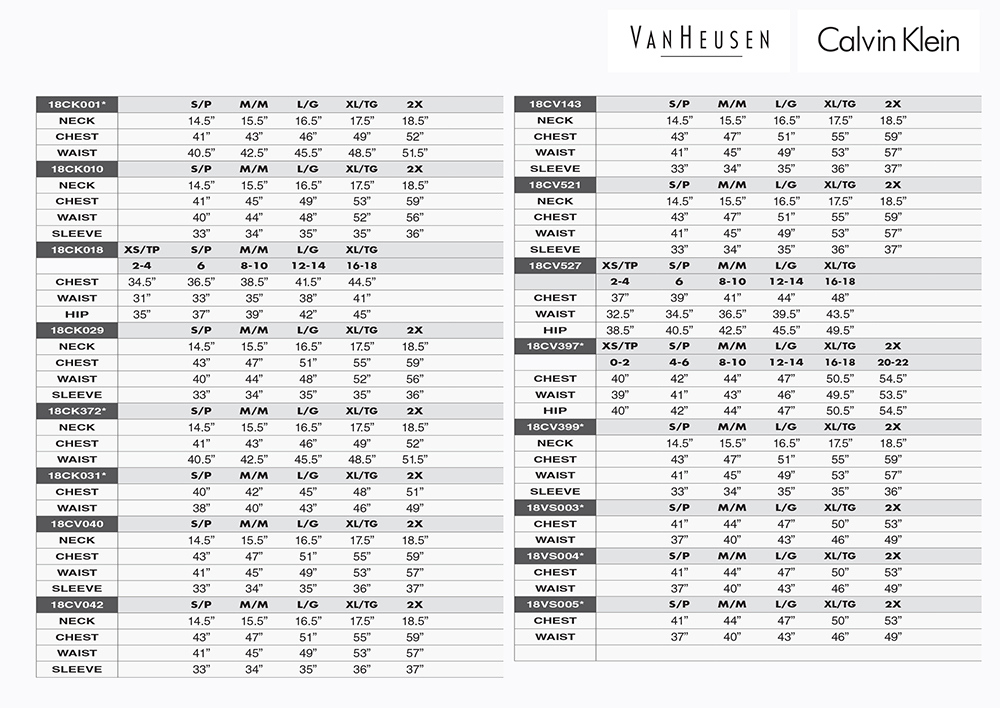 VANHEUSEN
Calvin Klein
18CK001* S/P M/M L/G XL/TG 2X
NECK 14.5” 15.5” 16.5” 17.5” 18.5”
CHEST 41” 43” 46” 49” 52”
WAIST 40.5” 42.5” 45.5” 48.5” 51.5”
18CK010 S/P M/M L/G XL/TG 2X
NECK 14.5” 15.5” 16.5” 17.5” 18.5”
CHEST 41” 45” 49” 53” 59”
WAIST 40” 44” 48” 52” 56”
SLEEVE 33” 34” 35” 35” 36”
18CK018 XS/TP S/P M/M L/G XL/TG
2-4 6 8-10 12-14 16-18
CHEST 34.5” 36.5” 38.5” 41.5” 44.5”
WAIST 31” 33” 35” 38” 41”
HIP 35” 37” 39” 42” 45”
18CK029 S/P M/M L/G XL/TG 2X
NECK 14.5” 15.5” 16.5” 17.5” 18.5”
CHEST 43” 47” 51” 55” 59”
WAIST 40” 44” 48” 52” 56”
SLEEVE 33” 34” 35” 35” 36”
18CK372* S/P M/M L/G XL/TG 2X
NECK 14.5” 15.5” 16.5” 17.5” 18.5”
CHEST 41” 43” 46” 49” 52”
WAIST 40.5” 42.5” 45.5” 48.5” 51.5”
18CK031* S/P M/M L/G XL/TG 2X
CHEST 40” 42” 45” 48” 51”
WAIST 38” 40” 43” 46” 49”
18CV040 S/P M/M L/G XL/TG 2X
NECK 14.5” 15.5” 16.5” 17.5” 18.5”
CHEST 43” 47” 51” 55” 59”
WAIST 41” 45” 49” 53” 57”
SLEEVE 33” 34” 35” 36” 37”
18CV042 S/P M/M L/G XL/TG 2X
NECK 14.5” 15.5” 16.5” 17.5” 18.5”
CHEST 43” 47” 51” 55” 59”
WAIST 41” 45” 49” 53” 57”
SLEEVE 33” 34” 35” 36” 37”
18CV143 S/P M/M L/G XL/TG 2X
NECK 14.5” 15.5” 16.5” 17.5” 18.5”
CHEST 43” 47” 51” 55” 59”
WAIST 41” 45” 49” 53” 57”
SLEEVE 33” 34” 35” 36” 37”
18CV521 S/P M/M L/G XL/TG 2X
NECK 14.5” 15.5” 16.5” 17.5” 18.5”
CHEST 43” 47” 51” 55” 59”
WAIST 41” 45” 49” 53” 57”
SLEEVE 33” 34” 35” 36” 37”
18CV527 XS/TP S/P M/M L/G XL/TG
2-4 6 8-10 12-14 16-18
CHEST 37” 39” 41” 44” 48”
WAIST 32.5” 34.5” 36.5” 39.5” 43.5”
HIP 38.5” 40.5” 42.5” 45.5” 49.5”
18CV397* XS/TP S/P M/M L/G XL/TG 2X
0-2 4-6 8-10 12-14 16-18 20-22
CHEST 40” 42” 44” 47” 50.5” 54.5”
WAIST 39” 41” 43” 46” 49.5” 53.5”
HIP 40” 42” 44” 47” 50.5” 54.5”
18CV399* S/P M/M L/G XL/TG 2X
NECK 14.5” 15.5” 16.5” 17.5” 18.5”
CHEST 43” 47” 51” 55” 59”
WAIST 41” 45” 49” 53” 57”
SLEEVE 33” 34” 35” 35” 36”
18VS003* S/P M/M L/G XL/TG 2X
CHEST 41” 44” 47” 50” 53”
WAIST 37” 40” 43” 46” 49”
18VS004* S/P M/M L/G XL/TG 2X
CHEST 41” 44” 47” 50” 53”
WAIST 37” 40” 43” 46” 49”
18VS005* S/P M/M L/G XL/TG 2X
CHEST 41” 44” 47” 50” 53”
WAIST 37” 40” 43” 46” 49”